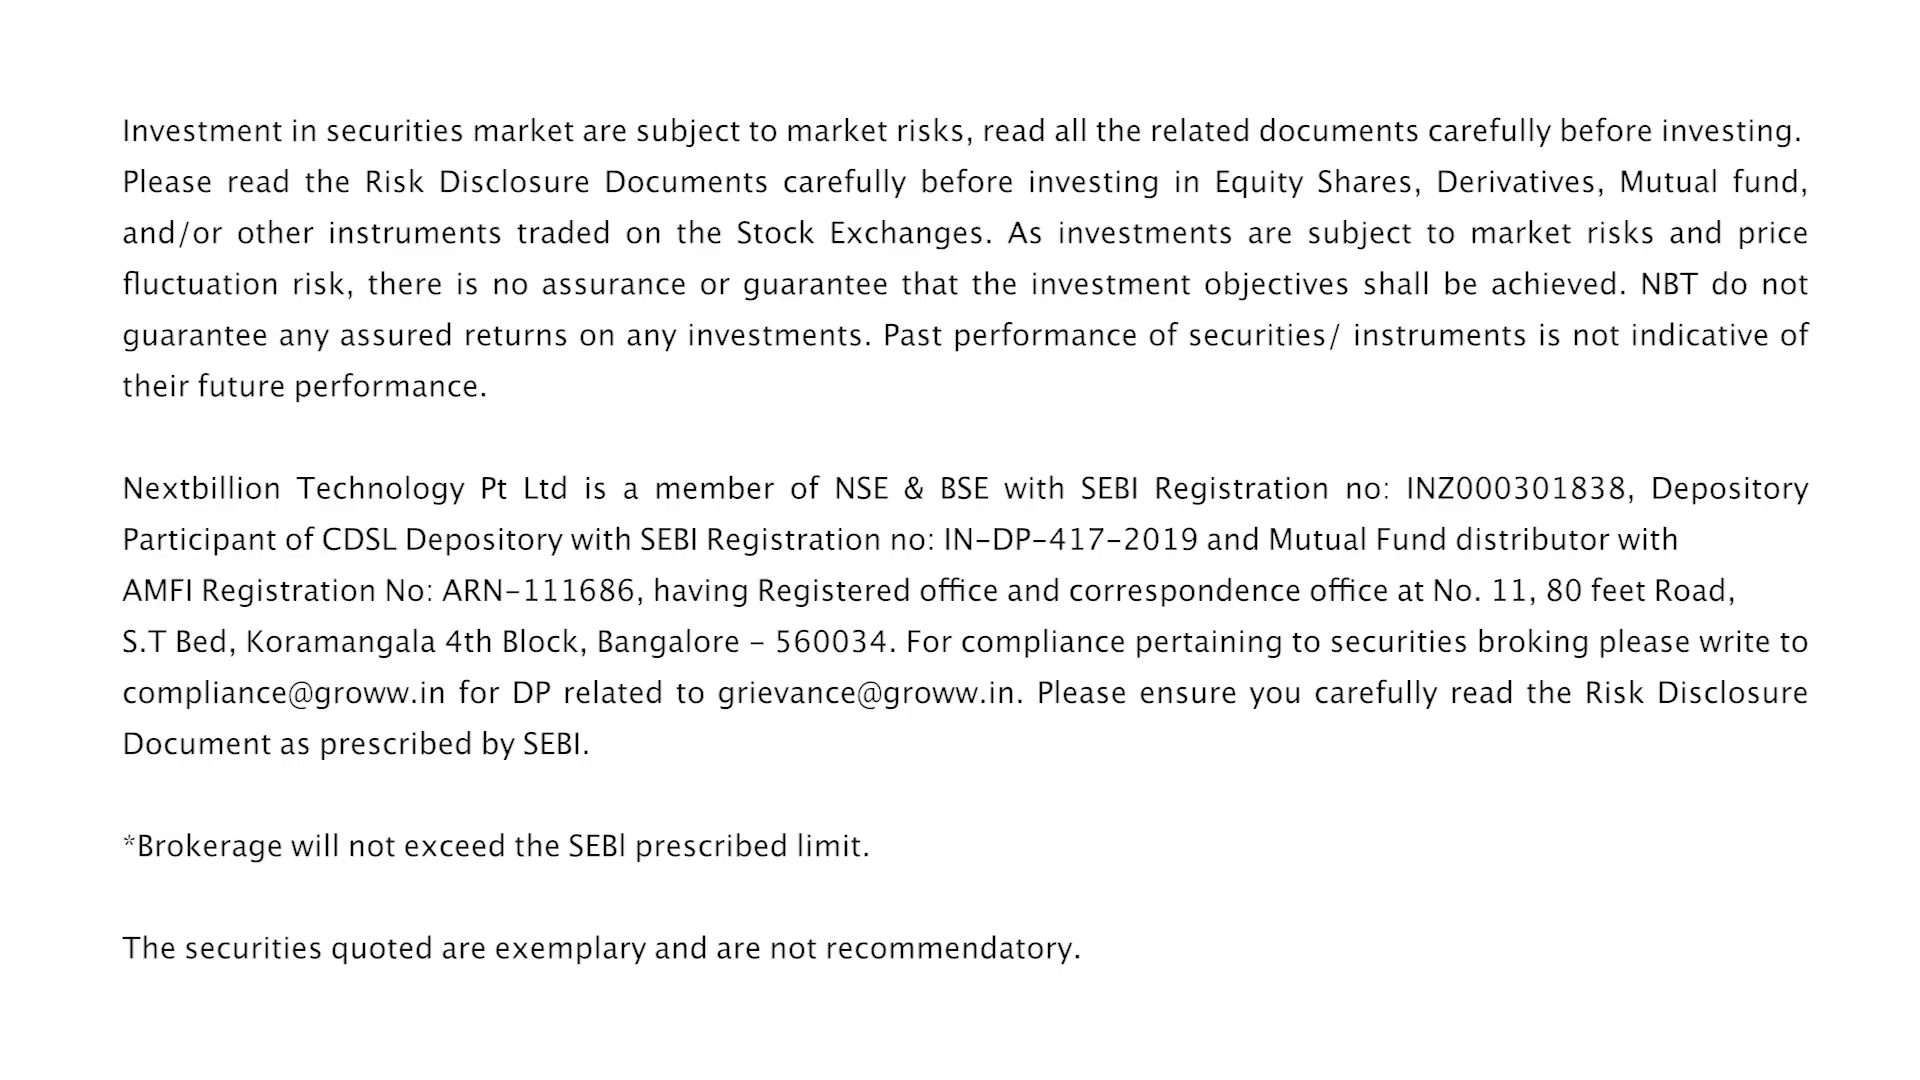 Investment in securities market are subject to market risks, read all the related documents carefully before investing.
Please read the Risk Disclosure Documents carefully before investing in Equity Shares, Derivatives, Mutual fund,
and/or other instruments traded on the Stock Exchanges. As investments are subject to market risks and price
fluctuation risk, there is no assurance or guarantee that the investment objectives shall be achieved. NBT do not
guarantee any assured returns on any investments. Past performance of securities/ instruments is not indicative of
their future performance.
Nextbillion Technology Pt Ltd is a member of NSE & BSE with SEBI Registration no: INZ000301838, Depository
Participant of CDSL Depository with SEBI Registration no: IN-DP-417-2019 and Mutual Fund distributor with
AMFI Registration No: ARN-111686, having Registered office and correspondence office at No. 11, 80 feet Road,
S.T Bed, Koramangala 4th Block, Bangalore - 560034. For compliance pertaining to securities broking please write to
compliance@groww.in for DP related to grievance@groww.in. Please ensure you carefully read the Risk Disclosure
Document as prescribed by SEBI.
*Brokerage will not exceed the SEBl prescribed limit.
The securities quoted are exemplary and are not recommendatory.